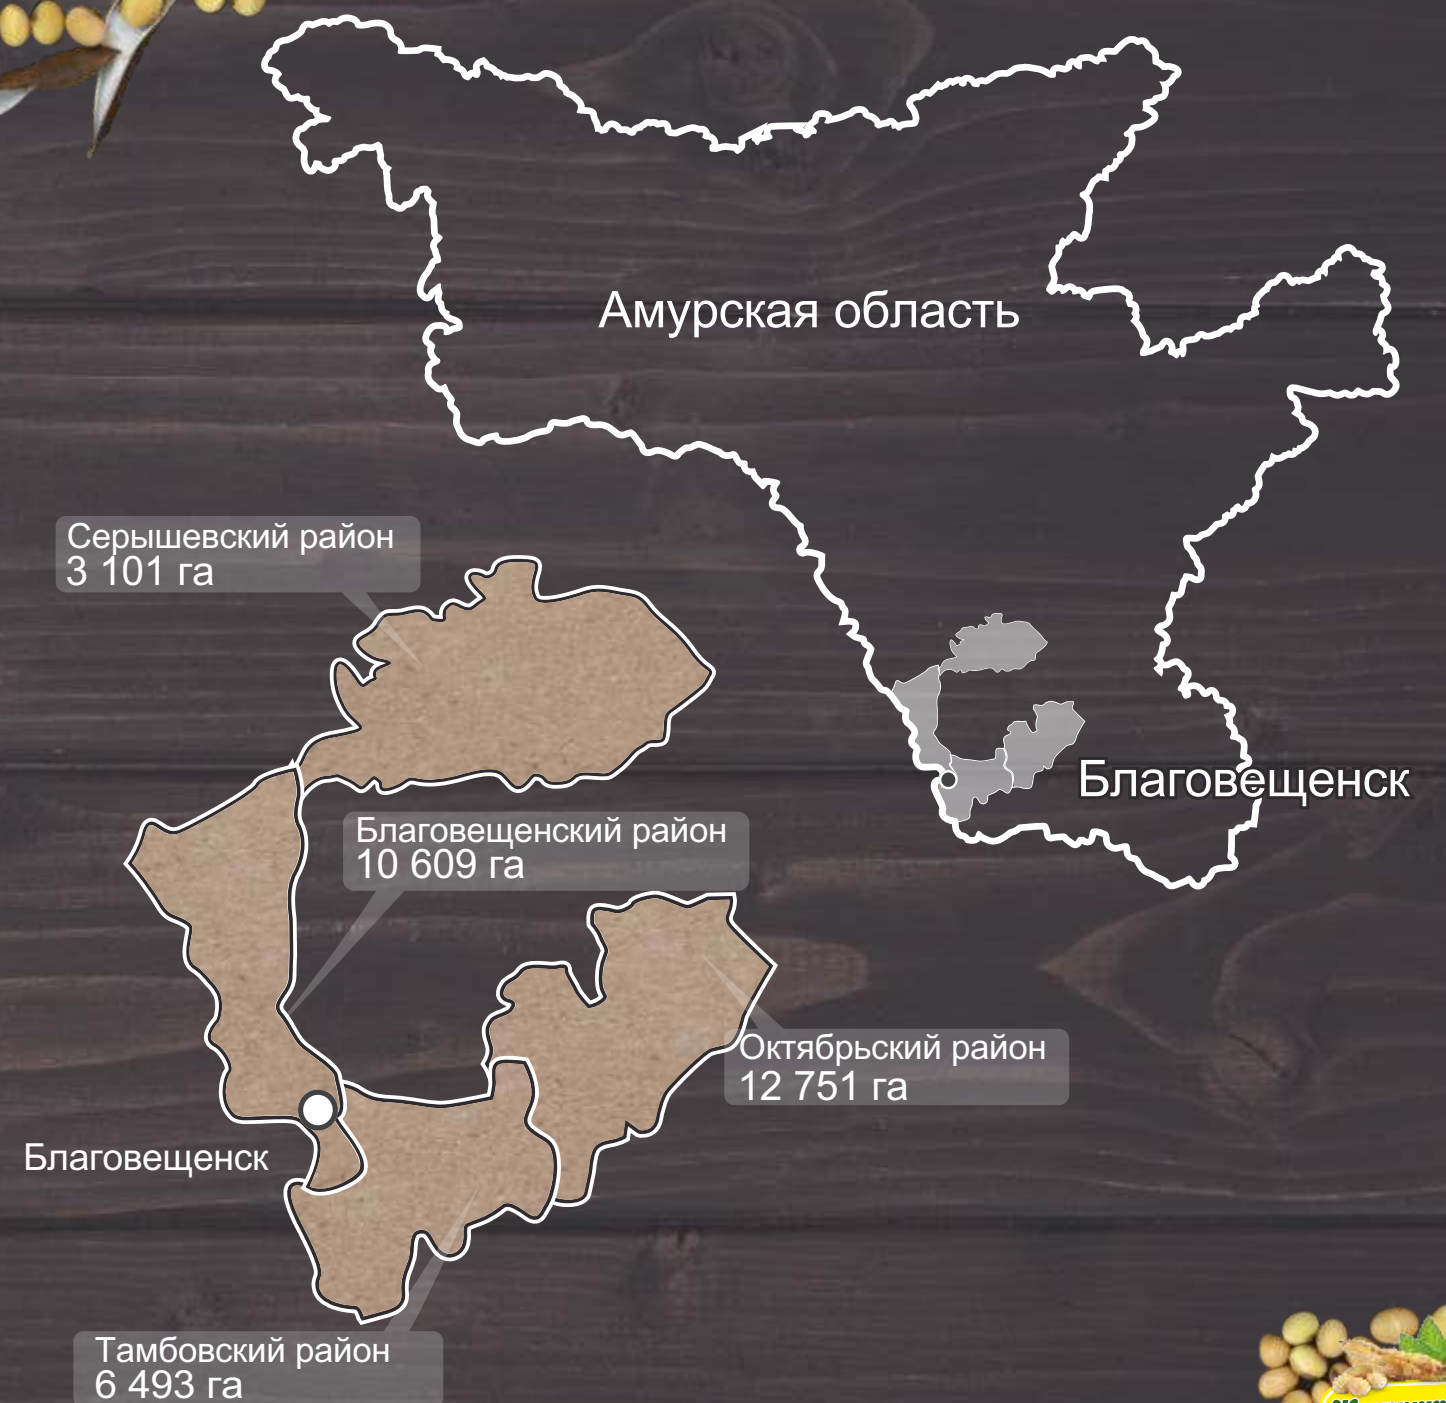 Амурская область
Серышевский район
3 101 га
Благовещенск
Благовещенский район
10 609 га
Октябрьский район
12 751 га
Благовещенск
Тамбовский район
6 493 га